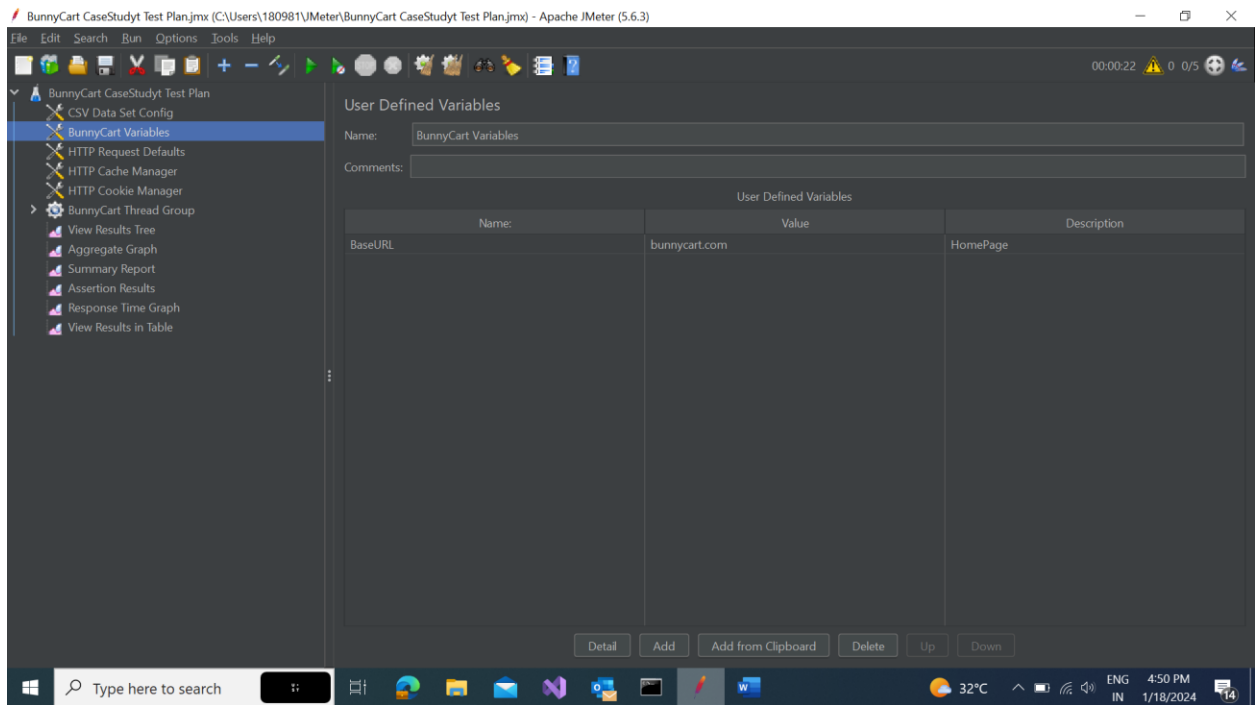 BunnyCart CaseStudyt Test Plan.jmx (C:\Users\180981\JMeter\BunnyCart CaseStudyt Test Plan.jmx) - Apache JMeter (5.6.3)
File Edit Search Run Options Tools Help
00:00:22 0 0/5
BunnyCart CaseStudyt Test Plan
CSV Data Set Config
BunnyCart Variables
HTTP Request Defaults
HTTP Cache Manager
HTTP Cookie Manager
BunnyCart Thread Group
View Results Tree
Aggregate Graph
Summary Report
Assertion Results
Response Time Graph
View Results in Table
User Defined Variables
Name: BunnyCart Variables
Comments:
User Defined Variables
Name: Value Description
BaseURL bunnycart.com HomePage
Detail Add Add from Clipboard Delete Up Down
Type here to search
32°C
ENG
IN
4:50 PM
1/18/2024
14